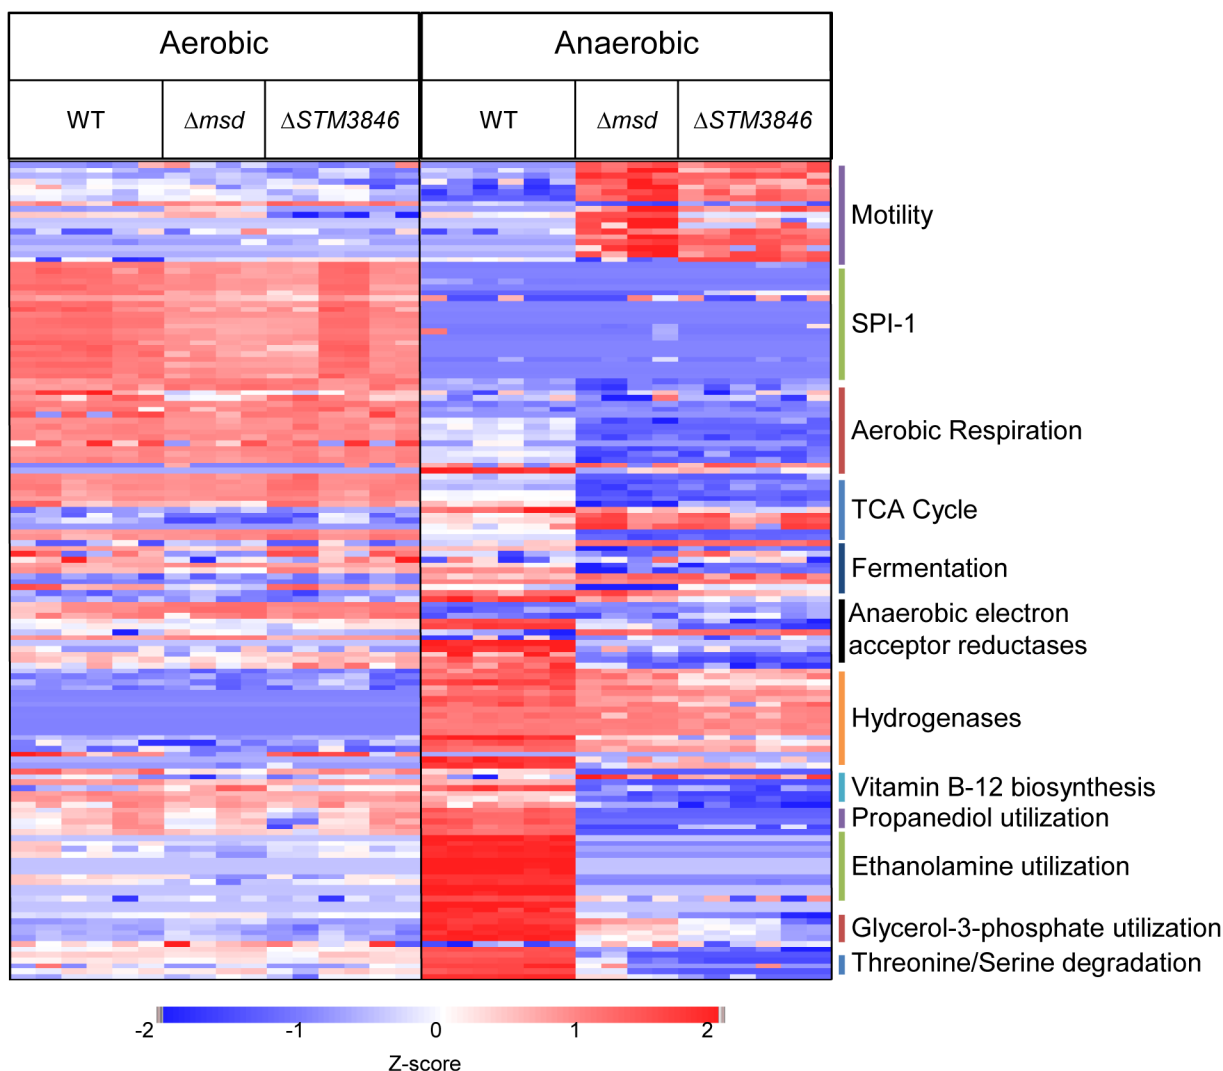 Aerobic Anaerobic
WT Δmsd ΔSTM3846 WT Δmsd ΔSTM3846
Motility
SPI-1
Aerobic Respiration
TCA Cycle
Fermentation
Anaerobic electron
acceptor reductases
Hydrogenases
Vitamin B-12 biosynthesis
Propanediol utilization
Ethanolamine utilization
Glycerol-3-phosphate utilization
Threonine/Serine degradation
-2 -1 0 1 2
Z-score